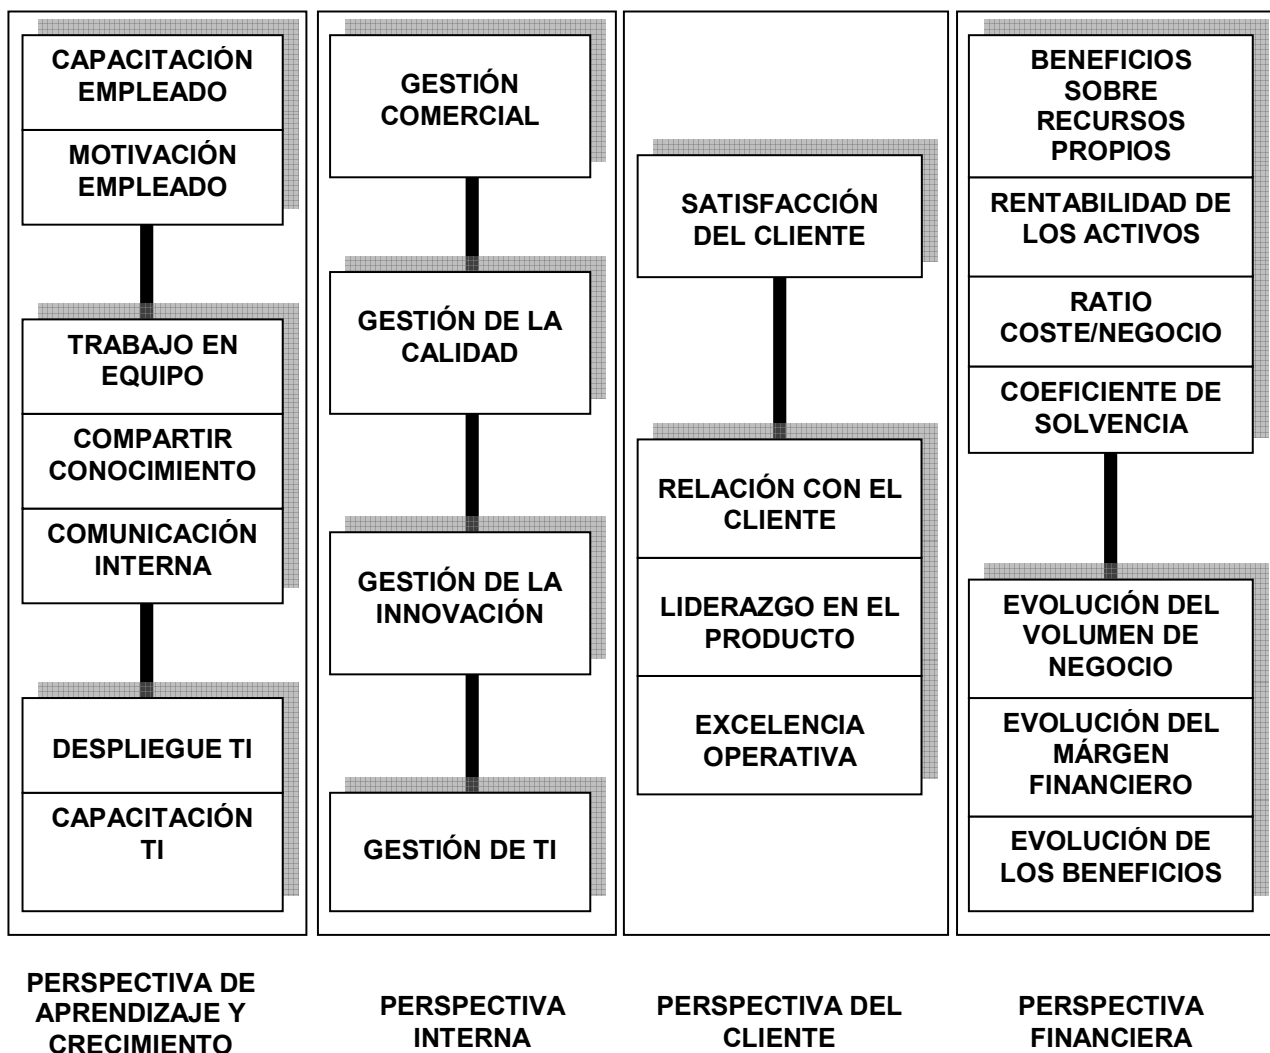 CAPACITACIÓN
EMPLEADO
MOTIVACIÓN
EMPLEADO
TRABAJO EN
EQUIPO
COMPARTIR
CONOCIMIENTO
COMUNICACIÓN
INTERNA
DESPLIEGUE TI
CAPACITACIÓN
TI
PERSPECTIVA DE
APRENDIZAJE Y
CRECIMIENTO
GESTIÓN
COMERCIAL
GESTIÓN DE LA
CALIDAD
GESTIÓN DE LA
INNOVACIÓN
GESTIÓN DE TI
PERSPECTIVA
INTERNA
SATISFACCIÓN
DEL CLIENTE
RELACIÓN CON EL
CLIENTE
LIDERAZGO EN EL
PRODUCTO
EXCELENCIA
OPERATIVA
PERSPECTIVA DEL
CLIENTE
BENEFICIOS
SOBRE
RECURSOS
PROPIOS
RENTABILIDAD DE
LOS ACTIVOS
RATIO
COSTE/NEGOCIO
COEFICIENTE DE
SOLVENCIA
EVOLUCIÓN DEL
VOLUMEN DE
NEGOCIO
EVOLUCIÓN DEL
MÁRGEN
FINANCIERO
EVOLUCIÓN DE
LOS BENEFICIOS
PERSPECTIVA
FINANCIERA